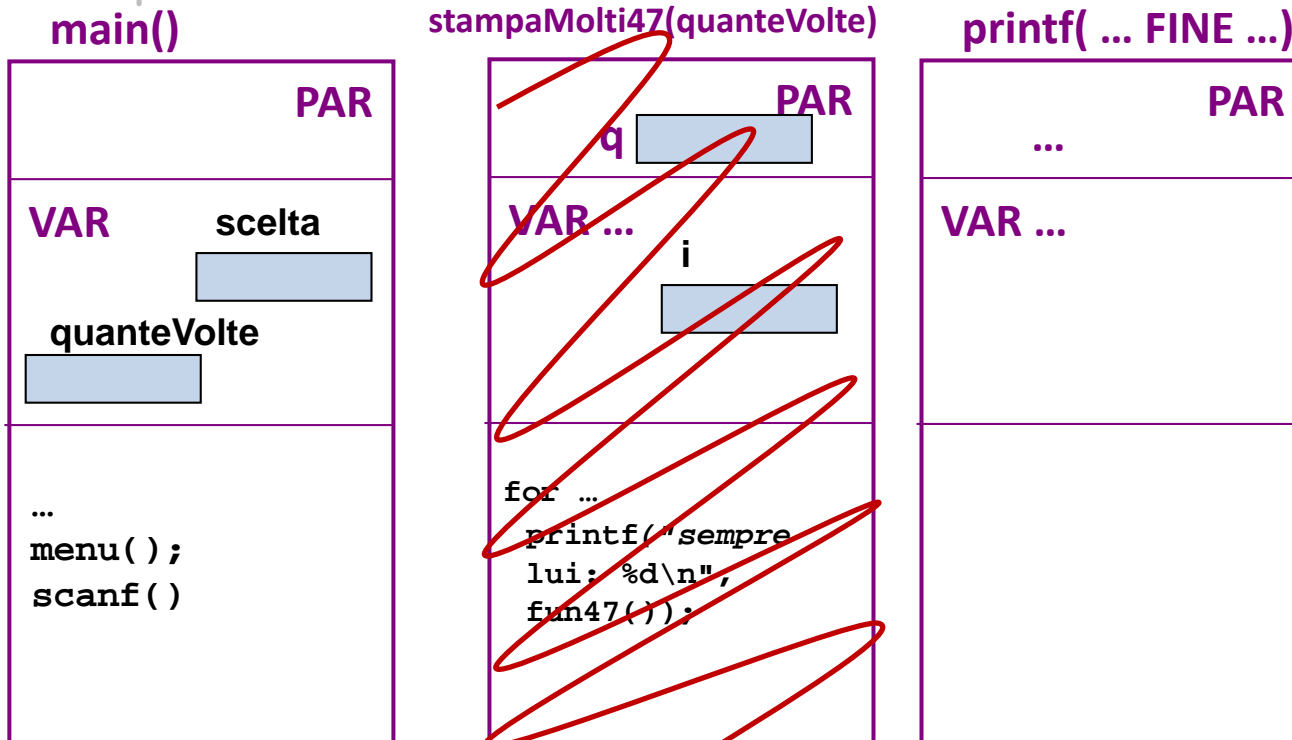 main()
PAR
VAR scelta
quanteVolte
…
menu();
scanf()
stampaMolti47(quanteVolte)
PAR
q
VAR …
i
for …
printf("sempre
lui: %d\n",
fun47());
printf( … FINE …)
PAR
…
VAR …